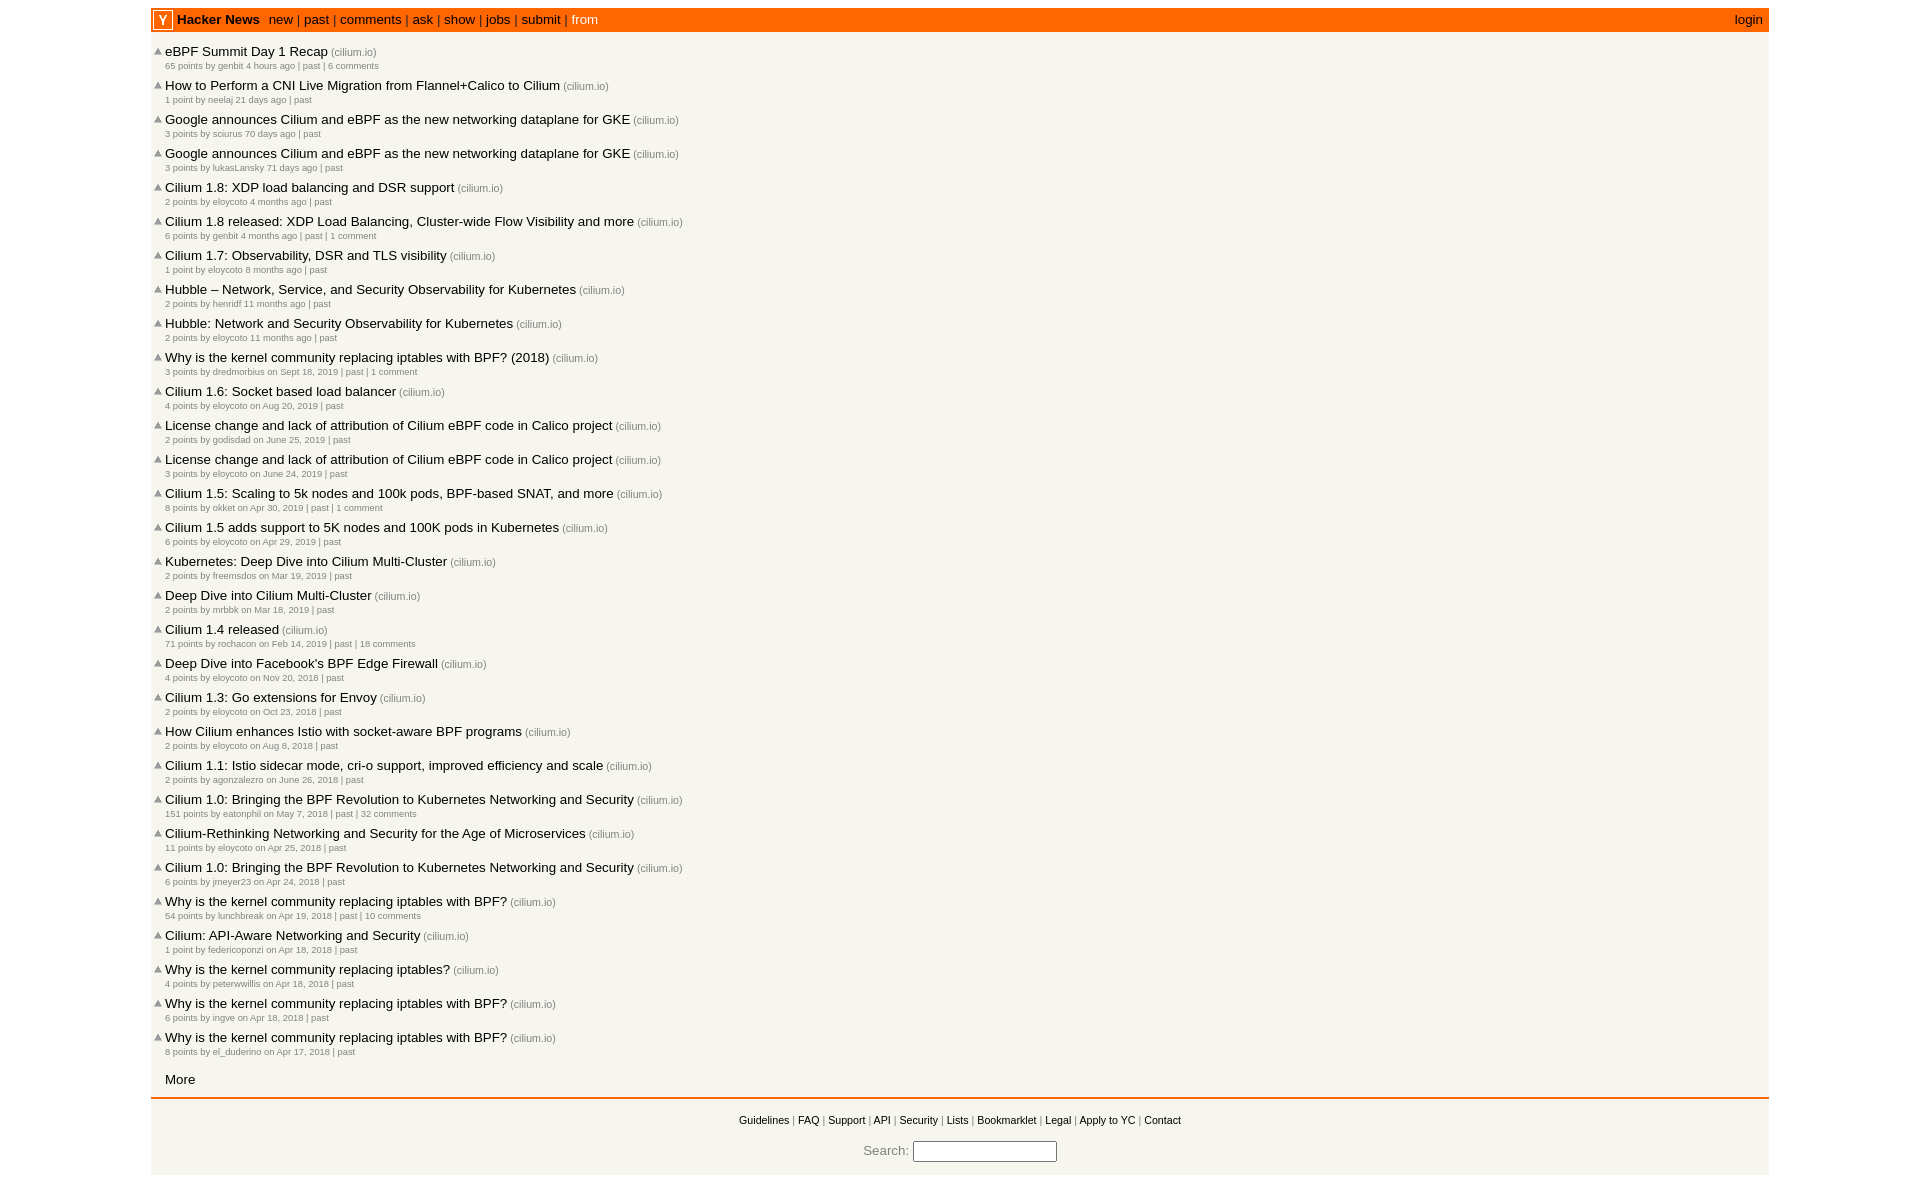 Y Hacker News new | past | comments | ask | show | jobs | submit | from login
eBPF Summit Day 1 Recap (cilium.io)
65 points by genbit 4 hours ago | past | 6 comments
How to Perform a CNI Live Migration from Flannel+Calico to Cilium (cilium.io)
1 point by neelaj 21 days ago | past
Google announces Cilium and eBPF as the new networking dataplane for GKE (cilium.io)
3 points by sciurus 70 days ago | past
Google announces Cilium and eBPF as the new networking dataplane for GKE (cilium.io)
3 points by lukasLansky 71 days ago | past
Cilium 1.8: XDP load balancing and DSR support (cilium.io)
2 points by eloycoto 4 months ago | past
Cilium 1.8 released: XDP Load Balancing, Cluster-wide Flow Visibility and more (cilium.io)
6 points by genbit 4 months ago | past | 1 comment
Cilium 1.7: Observability, DSR and TLS visibility (cilium.io)
1 point by eloycoto 8 months ago | past
Hubble – Network, Service, and Security Observability for Kubernetes (cilium.io)
2 points by henridf 11 months ago | past
Hubble: Network and Security Observability for Kubernetes (cilium.io)
2 points by eloycoto 11 months ago | past
Why is the kernel community replacing iptables with BPF? (2018) (cilium.io)
3 points by dredmorbius on Sept 18, 2019 | past | 1 comment
Cilium 1.6: Socket based load balancer (cilium.io)
4 points by eloycoto on Aug 20, 2019 | past
License change and lack of attribution of Cilium eBPF code in Calico project (cilium.io)
2 points by godisdad on June 25, 2019 | past
License change and lack of attribution of Cilium eBPF code in Calico project (cilium.io)
3 points by eloycoto on June 24, 2019 | past
Cilium 1.5: Scaling to 5k nodes and 100k pods, BPF-based SNAT, and more (cilium.io)
8 points by okket on Apr 30, 2019 | past | 1 comment
Cilium 1.5 adds support to 5K nodes and 100K pods in Kubernetes (cilium.io)
6 points by eloycoto on Apr 29, 2019 | past
Kubernetes: Deep Dive into Cilium Multi-Cluster (cilium.io)
2 points by freemsdos on Mar 19, 2019 | past
Deep Dive into Cilium Multi-Cluster (cilium.io)
2 points by mrbbk on Mar 18, 2019 | past
Cilium 1.4 released (cilium.io)
71 points by rochacon on Feb 14, 2019 | past | 18 comments
Deep Dive into Facebook's BPF Edge Firewall (cilium.io)
4 points by eloycoto on Nov 20, 2018 | past
Cilium 1.3: Go extensions for Envoy (cilium.io)
2 points by eloycoto on Oct 23, 2018 | past
How Cilium enhances Istio with socket-aware BPF programs (cilium.io)
2 points by eloycoto on Aug 8, 2018 | past
Cilium 1.1: Istio sidecar mode, cri-o support, improved efficiency and scale (cilium.io)
2 points by agonzalezro on June 26, 2018 | past
Cilium 1.0: Bringing the BPF Revolution to Kubernetes Networking and Security (cilium.io)
151 points by eatonphil on May 7, 2018 | past | 32 comments
Cilium-Rethinking Networking and Security for the Age of Microservices (cilium.io)
11 points by eloycoto on Apr 25, 2018 | past
Cilium 1.0: Bringing the BPF Revolution to Kubernetes Networking and Security (cilium.io)
6 points by jmeyer23 on Apr 24, 2018 | past
Why is the kernel community replacing iptables with BPF? (cilium.io)
54 points by lunchbreak on Apr 19, 2018 | past | 10 comments
Cilium: API-Aware Networking and Security (cilium.io)
1 point by federicoponzi on Apr 18, 2018 | past
Why is the kernel community replacing iptables? (cilium.io)
4 points by peterwwillis on Apr 18, 2018 | past
Why is the kernel community replacing iptables with BPF? (cilium.io)
6 points by ingve on Apr 18, 2018 | past
Why is the kernel community replacing iptables with BPF? (cilium.io)
8 points by el_duderino on Apr 17, 2018 | past
More
Guidelines | FAQ | Support | API | Security | Lists | Bookmarklet | Legal | Apply to YC | Contact
Search: